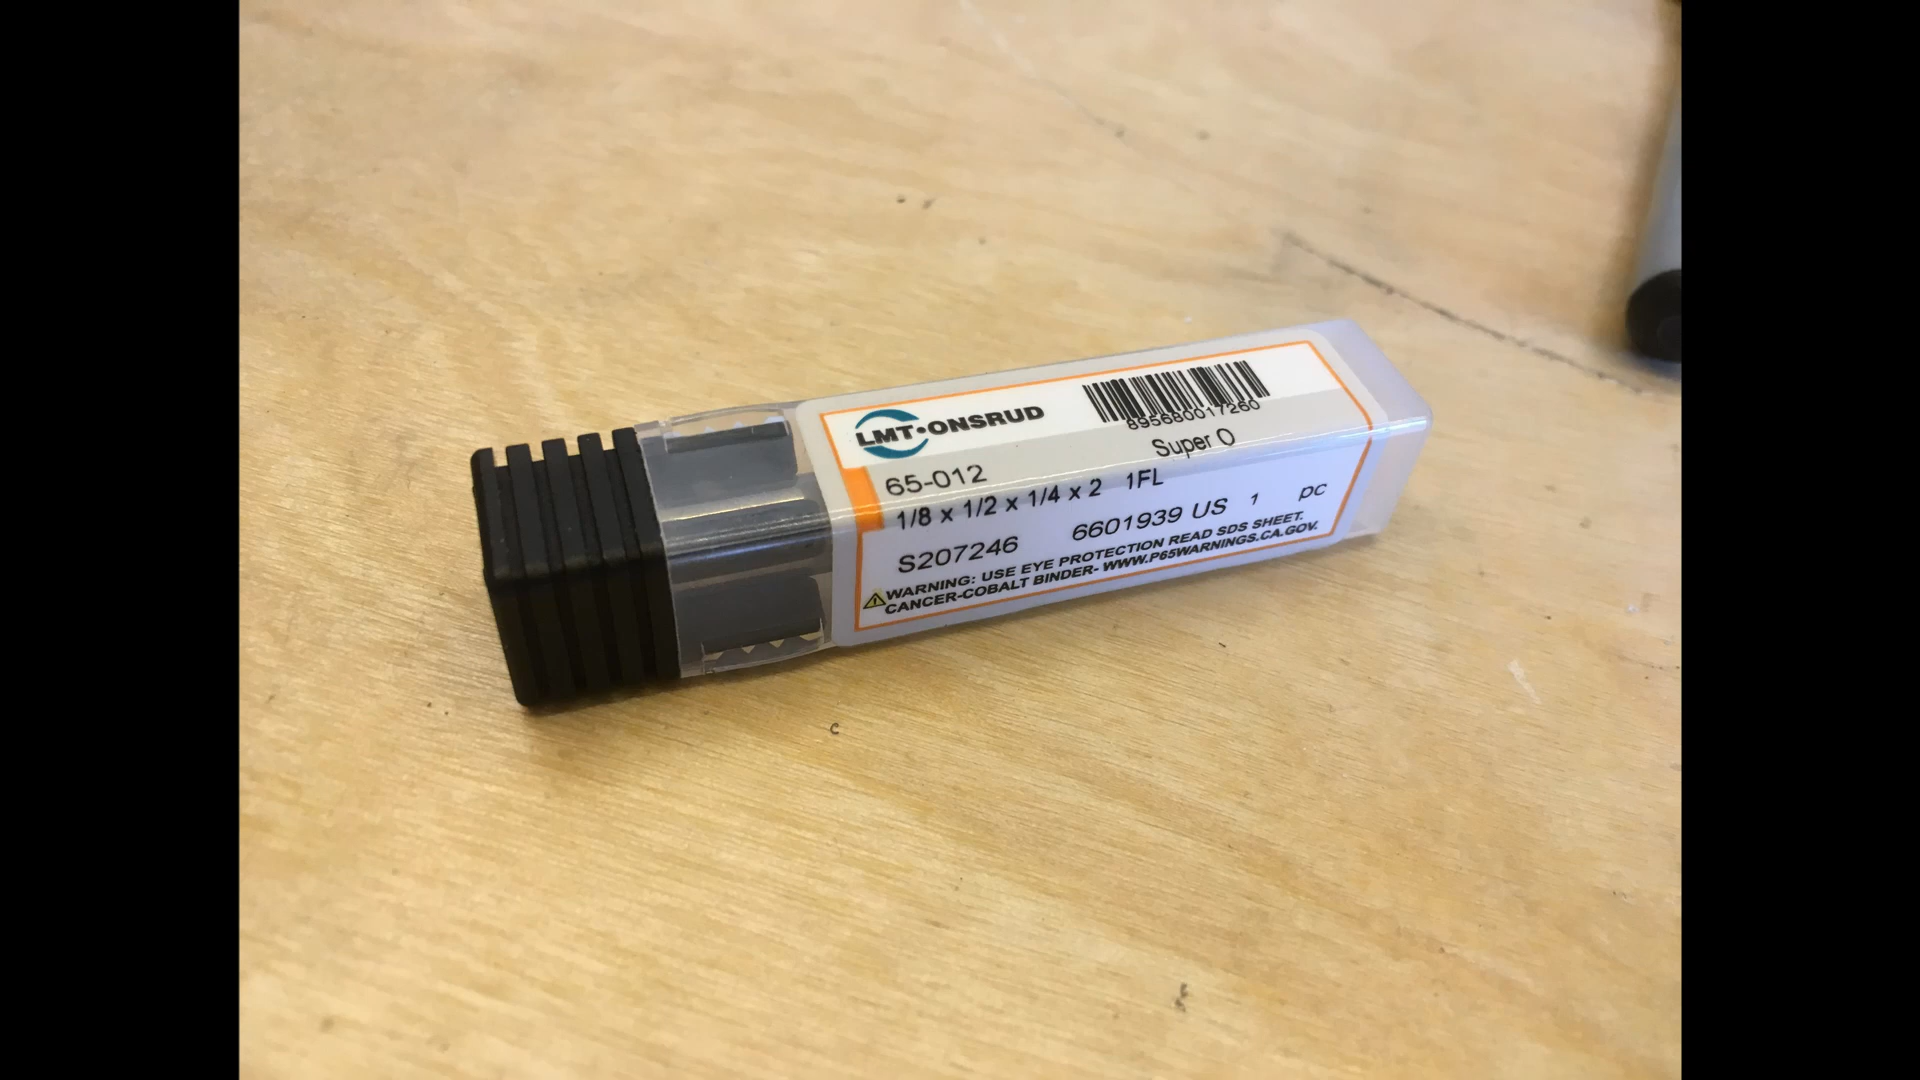 LMT•ONSRUD
895680017260
65-012 Super O
1/8 x 1/2 x 1/4 x 2 1FL
S207246 6601939 US 1 pc
WARNING: USE EYE PROTECTION READ SDS SHEET.
CANCER-COBALT BINDER- WWW.P65WARNINGS.CA.GOV.